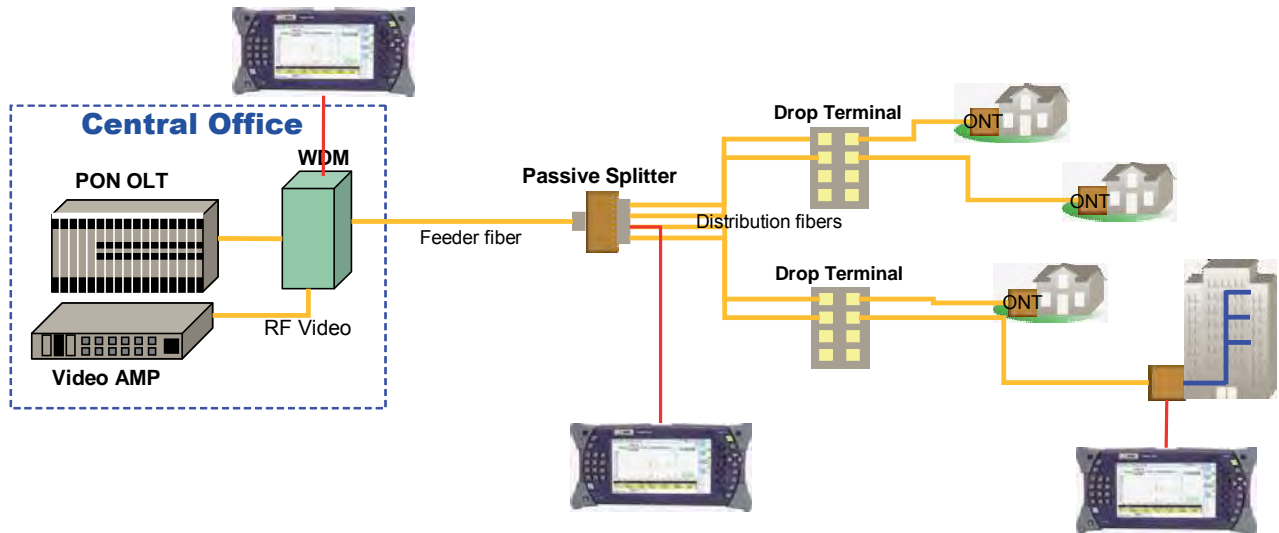 Central Office
WDM
PON OLT
RF Video
Video AMP
Feeder fiber
Passive Splitter
Distribution fibers
Drop Terminal
ONT
ONT
Drop Terminal
ONT